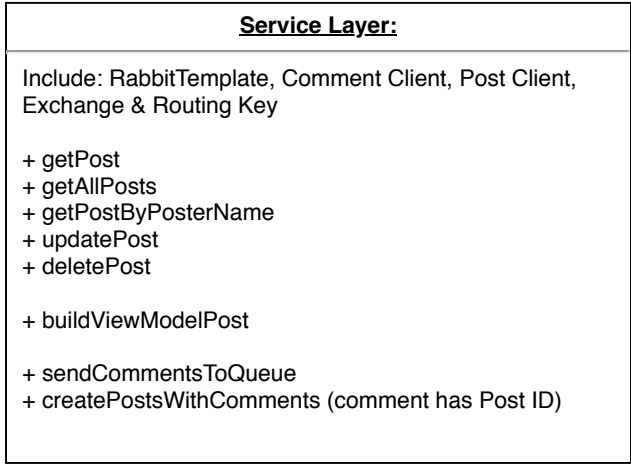 Service Layer:
Include: RabbitTemplate, Comment Client, Post Client,
Exchange & Routing Key
+ getPost
+ getAllPosts
+ getPostByPosterName
+ updatePost
+ deletePost
+ buildViewModelPost
+ sendCommentsToQueue
+ createPostsWithComments (comment has Post ID)